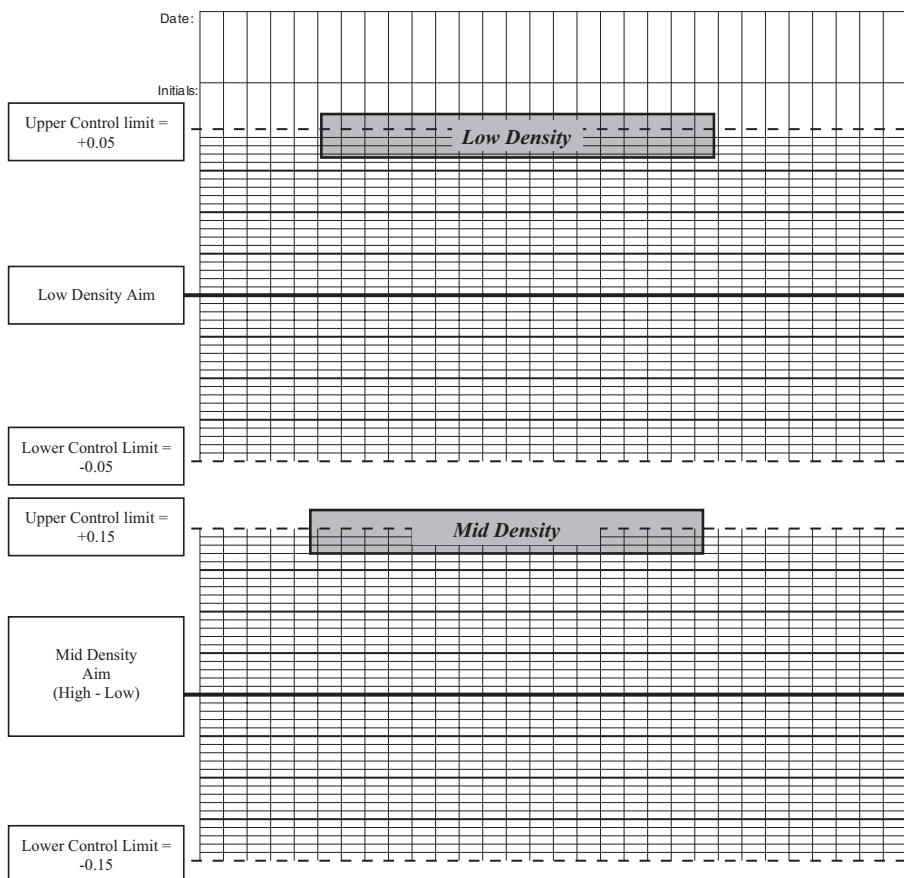 Date:
Initials:
Upper Control limit =
+0.05
Low Density
Low Density Aim
Lower Control Limit =
-0.05
Upper Control limit =
+0.15
Mid Density
Mid Density
Aim
(High - Low)
Lower Control Limit =
-0.15